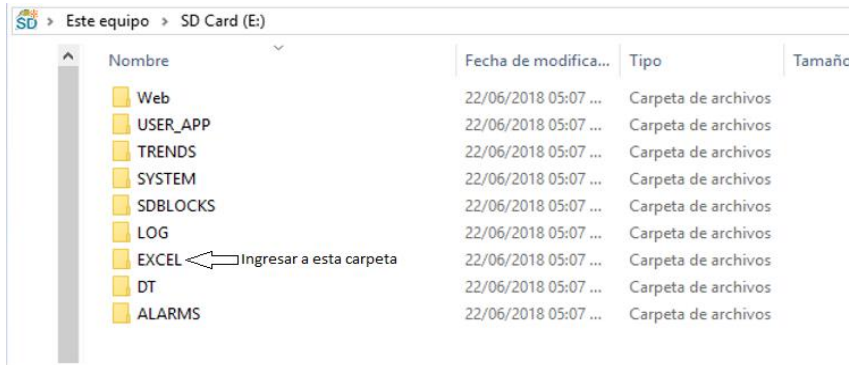 SD > Este equipo > SD Card (E:)
Nombre Fecha de modifica... Tipo Tamaño
Web 22/06/2018 05:07 ... Carpeta de archivos
USER_APP 22/06/2018 05:07 ... Carpeta de archivos
TRENDS 22/06/2018 05:07 ... Carpeta de archivos
SYSTEM 22/06/2018 05:07 ... Carpeta de archivos
SDBLOCKS 22/06/2018 05:07 ... Carpeta de archivos
LOG 22/06/2018 05:07 ... Carpeta de archivos
EXCEL Ingresar a esta carpeta 22/06/2018 05:07 ... Carpeta de archivos
DT 22/06/2018 05:07 ... Carpeta de archivos
ALARMS 22/06/2018 05:07 ... Carpeta de archivos